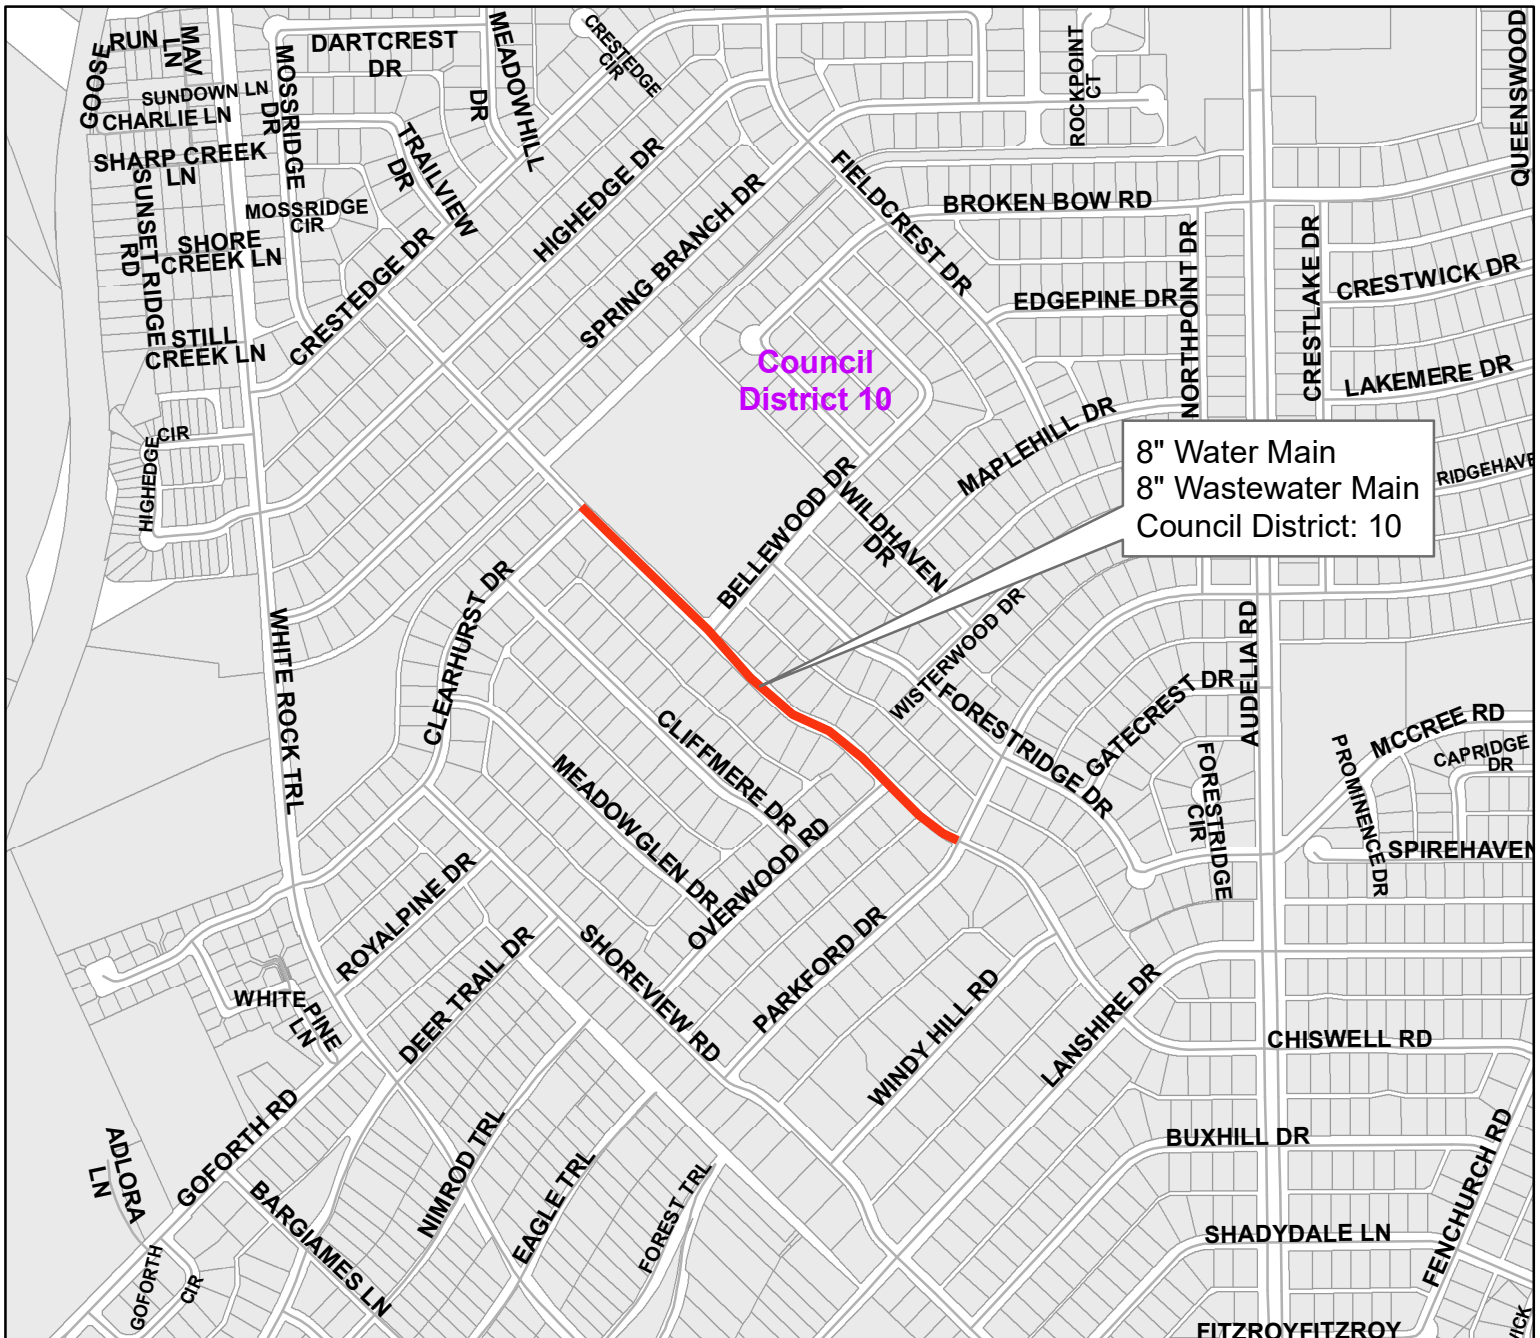 GOOSE
RUN
LN
MAV
DARTCREST
DR
MEADOWHILL
DR
CRESTEDGE
CIR
ROCKPOINT
CT
QUEENSWOOD
SUNDOWN LN
CHARLIE LN
MOSSRIDGE
DR
TRAILVIEW
DR
SHARP CREEK
LN
SUNSET RIDGE
RD
MOSSRIDGE
CIR
SHORE
CREEK LN
STILL
CREEK LN
CRESTEDGE DR
HIGHEDGE DR
SPRING BRANCH DR
FIELDCREST DR
BROKEN BOW RD
NORTHPOINT DR
CRESTLAKE DR
CRESTWICK DR
EDGEPINE DR
LAKEMERE DR
Council
District 10
MAPLEHILL DR
HIGHEDGE
CIR
8" Water Main
8" Wastewater Main
Council District: 10
RIDGEHAVE
BELLEWOOD DR
WILDHAVEN
DR
WISTERWOOD DR
CLEARHURST DR
WHITE ROCK TRL
FORESTRIDGE DR
GATECREST DR
AUDELIA RD
FORESTRIDGE
CIR
PROMINENCE DR
MCCREE RD
CAPRIDGE
DR
SPIREHAVEN
CLIFFMERE DR
MEADOWGLEN DR
OVERWOOD RD
ROYALPINE DR
SHOREVIEW RD
PARKFORD DR
DEER TRAIL DR
WHITE
PINE
LN
WINDY HILL RD
LANSHIRE DR
CHISWELL RD
GOFORTH RD
ADLORA
LN
BARGIAMES LN
NIMROD TRL
EAGLE TRL
FOREST TRL
BUXHILL DR
FENCHURCH RD
SHADYDALE LN
GOFORTH
CIR
FITZROYFITZROY
ICK